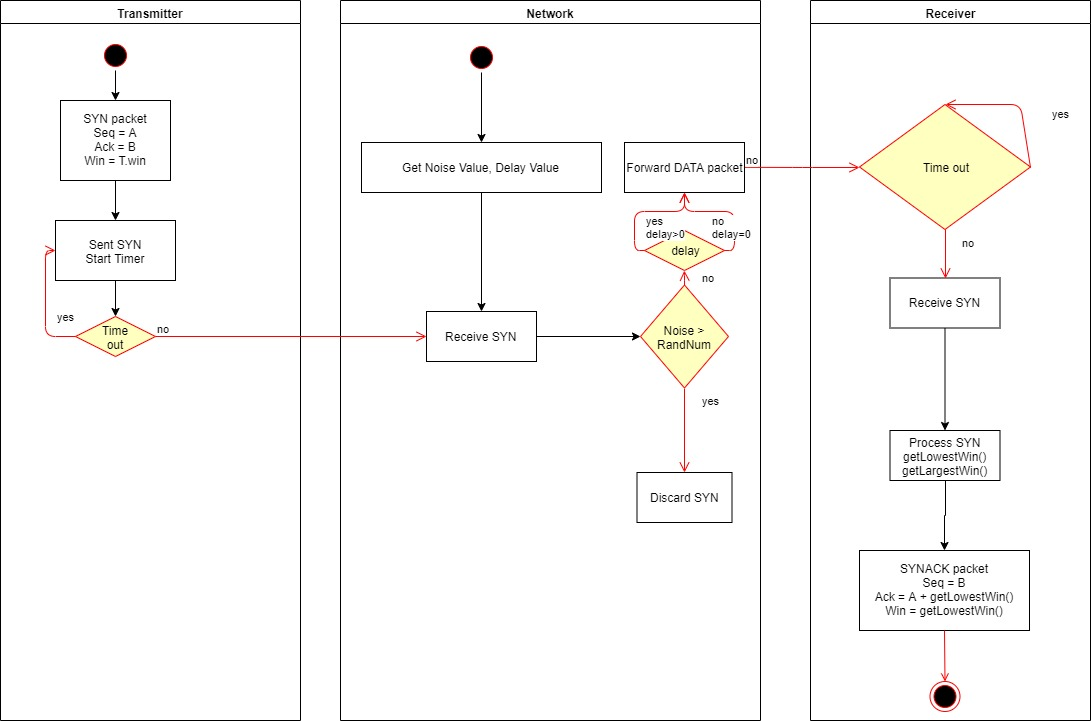 Transmitter
SYN packet
Seq = A
Ack = B
Win = T.win
Sent SYN
Start Timer
yes
Time
out
no
Network
Get Noise Value, Delay Value
Receive SYN
Forward DATA packet
no
yes
delay>0
no
delay=0
delay
no
Noise >
RandNum
yes
Discard SYN
Receiver
Time out
yes
no
Receive SYN
Process SYN
getLowestWin()
getLargestWin()
SYNACK packet
Seq = B
Ack = A + getLowestWin()
Win = getLowestWin()